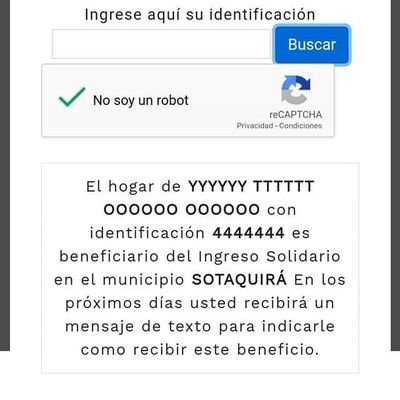 Ingrese aquí su identificación
Buscar
No soy un robot
reCAPTCHA
Privacidad - Condiciones
El hogar de YYYYYY TTTTTT
OOOOOO OOOOOO con
identificación 4444444 es
beneficiario del Ingreso Solidario
en el municipio SOTAQUIRÁ En los
próximos días usted recibirá un
mensaje de texto para indicarle
como recibir este beneficio.